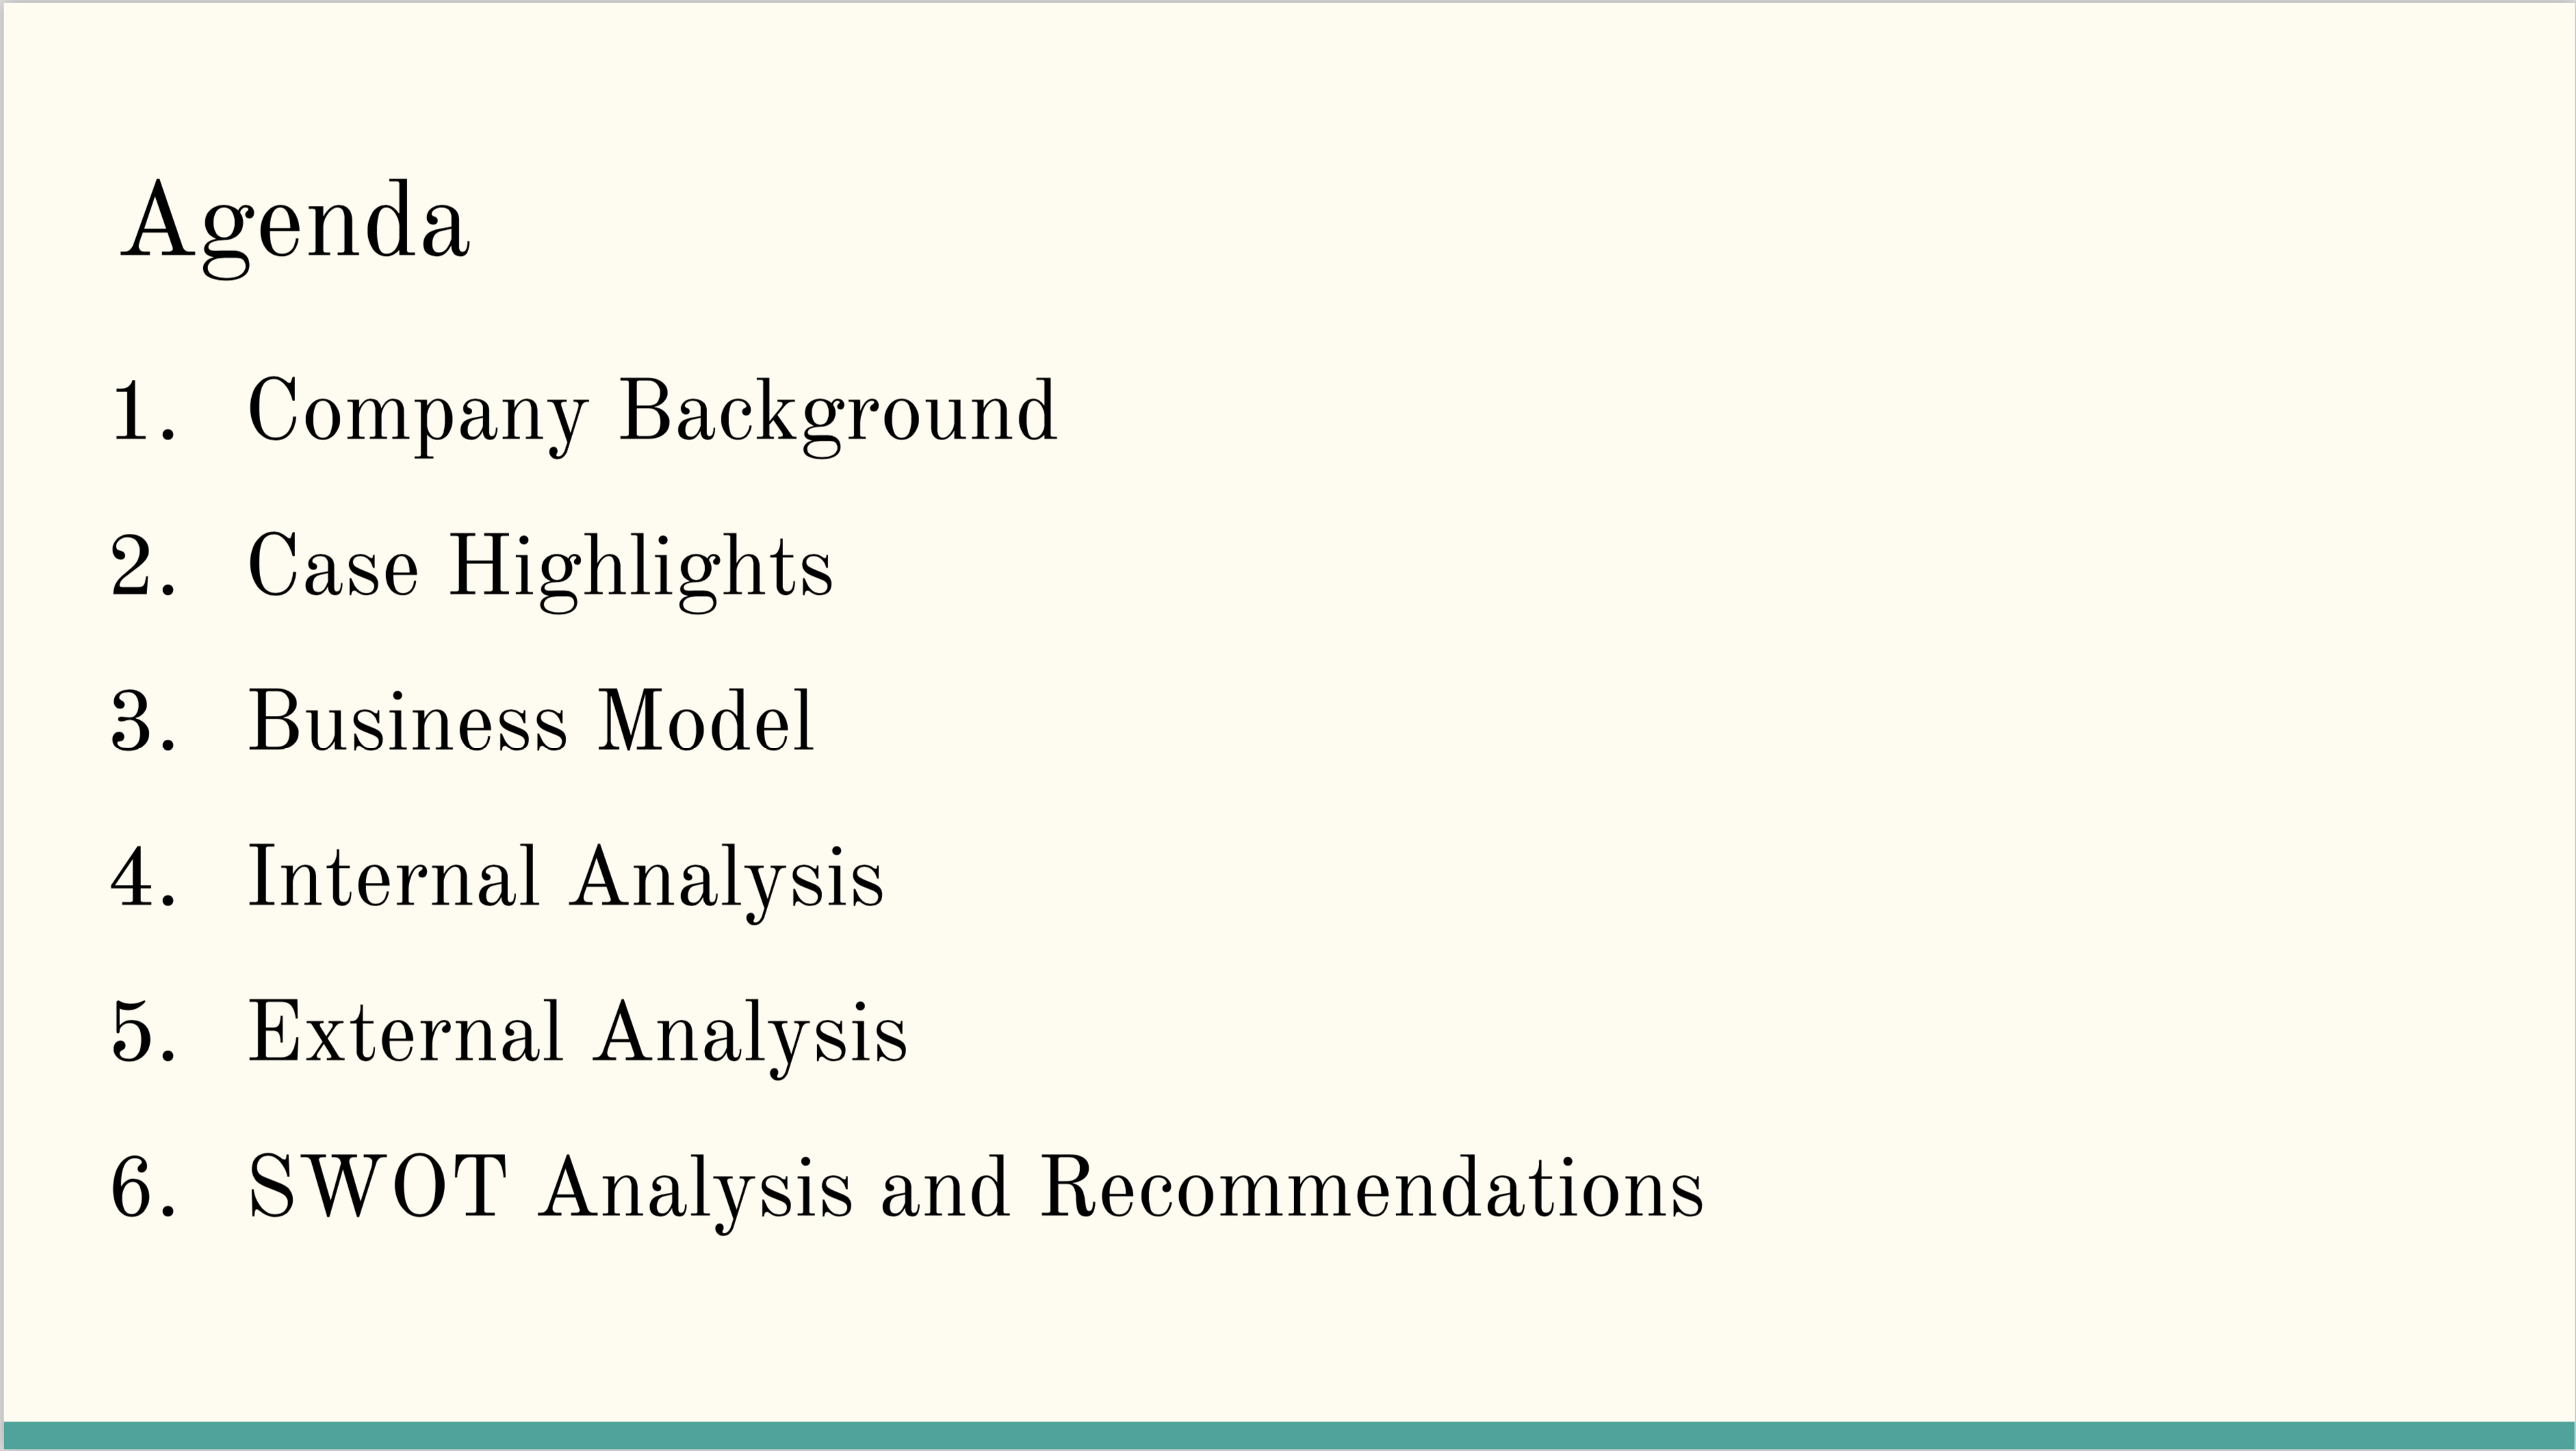 Agenda
1. Company Background
2. Case Highlights
3. Business Model
4. Internal Analysis
5. External Analysis
6. SWOT Analysis and Recommendations